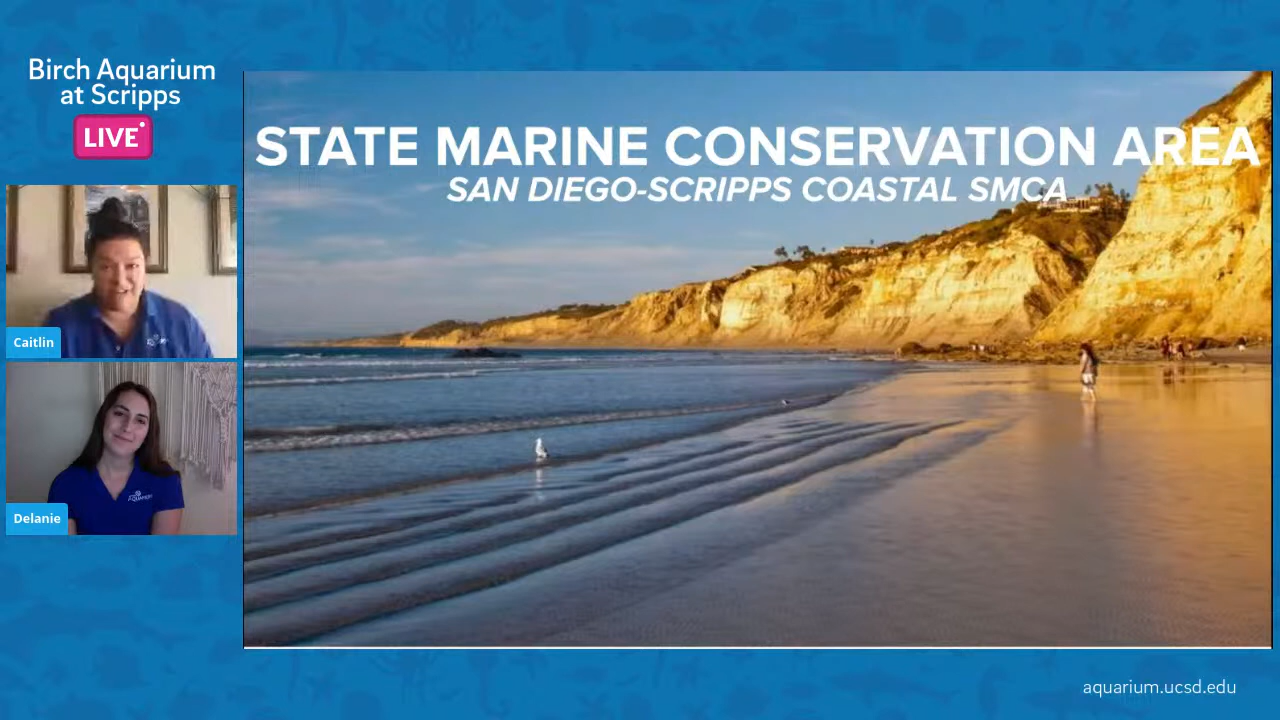 Birch Aquarium
at Scripps
LIVE
STATE MARINE CONSERVATION AREA
SAN DIEGO-SCRIPPS COASTAL SMCA
Caitlin
Delanie
aquarium.ucsd.edu